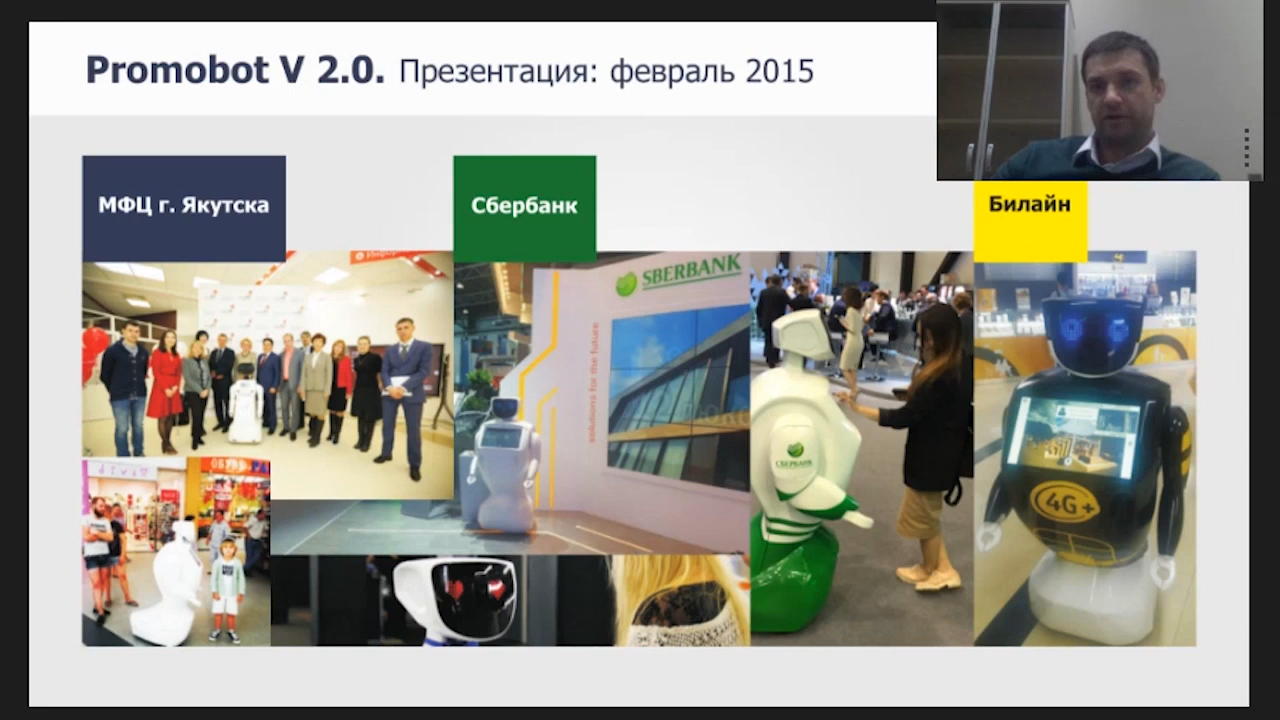 Promobot V 2.0. Презентация: февраль 2015
МФЦ г. Якутска
Сбербанк
Билайн
SBERBANK
solutions for the future
СБЕРБАНК
4G+